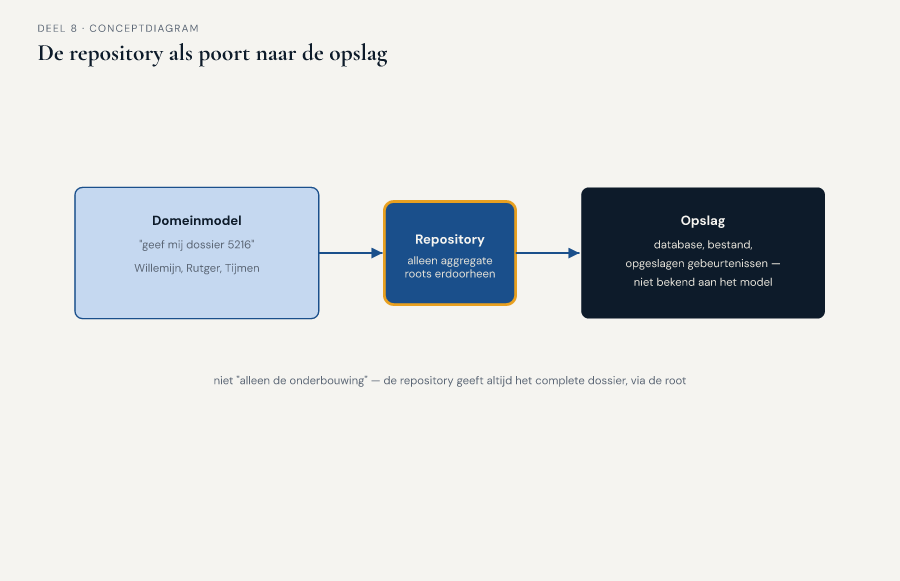 DEEL 8 · CONCEPTDIAGRAM
De repository als poort naar de opslag
Domeinmodel
"geef mij dossier 5216"
Willemijn, Rutger, Tijmen
Repository
alleen aggregate
roots erdoorheen
Opslag
database, bestand,
opgeslagen gebeurtenissen —
niet bekend aan het model
niet "alleen de onderbouwing" — de repository geeft altijd het complete dossier, via de root